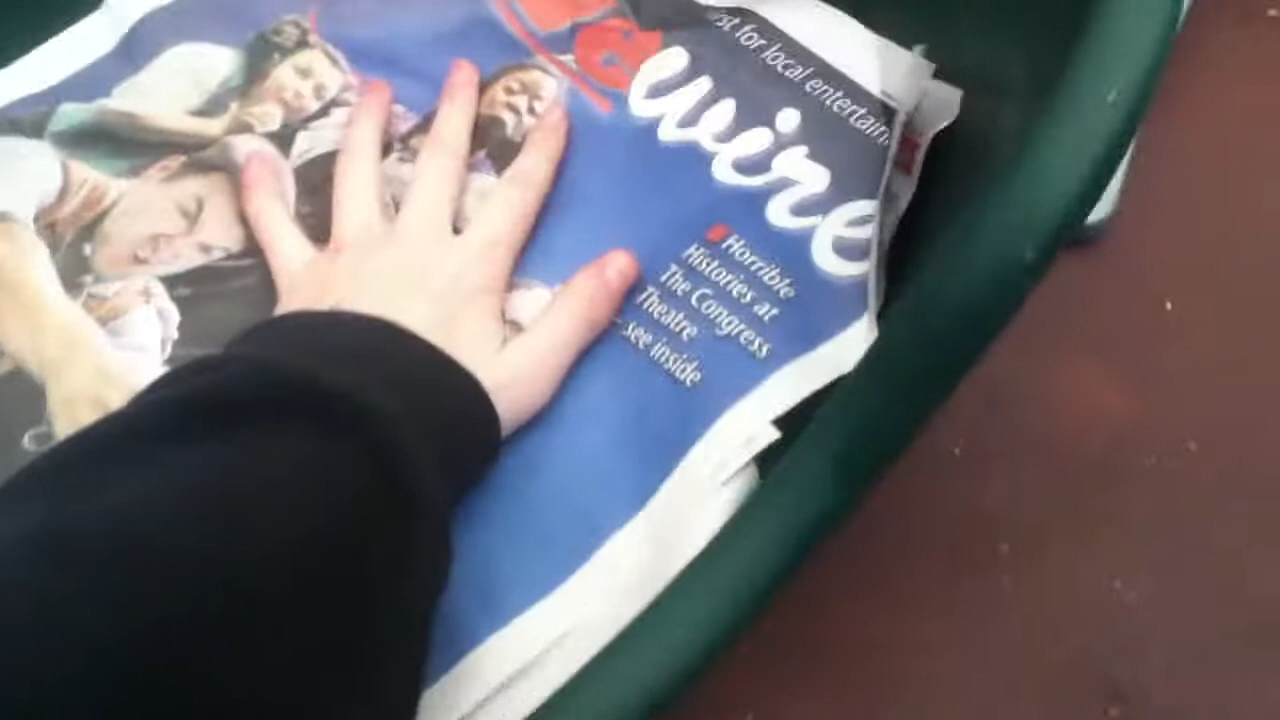 st for local entertain
wire
Horrible
Histories at
The Congress
Theatre
– see inside